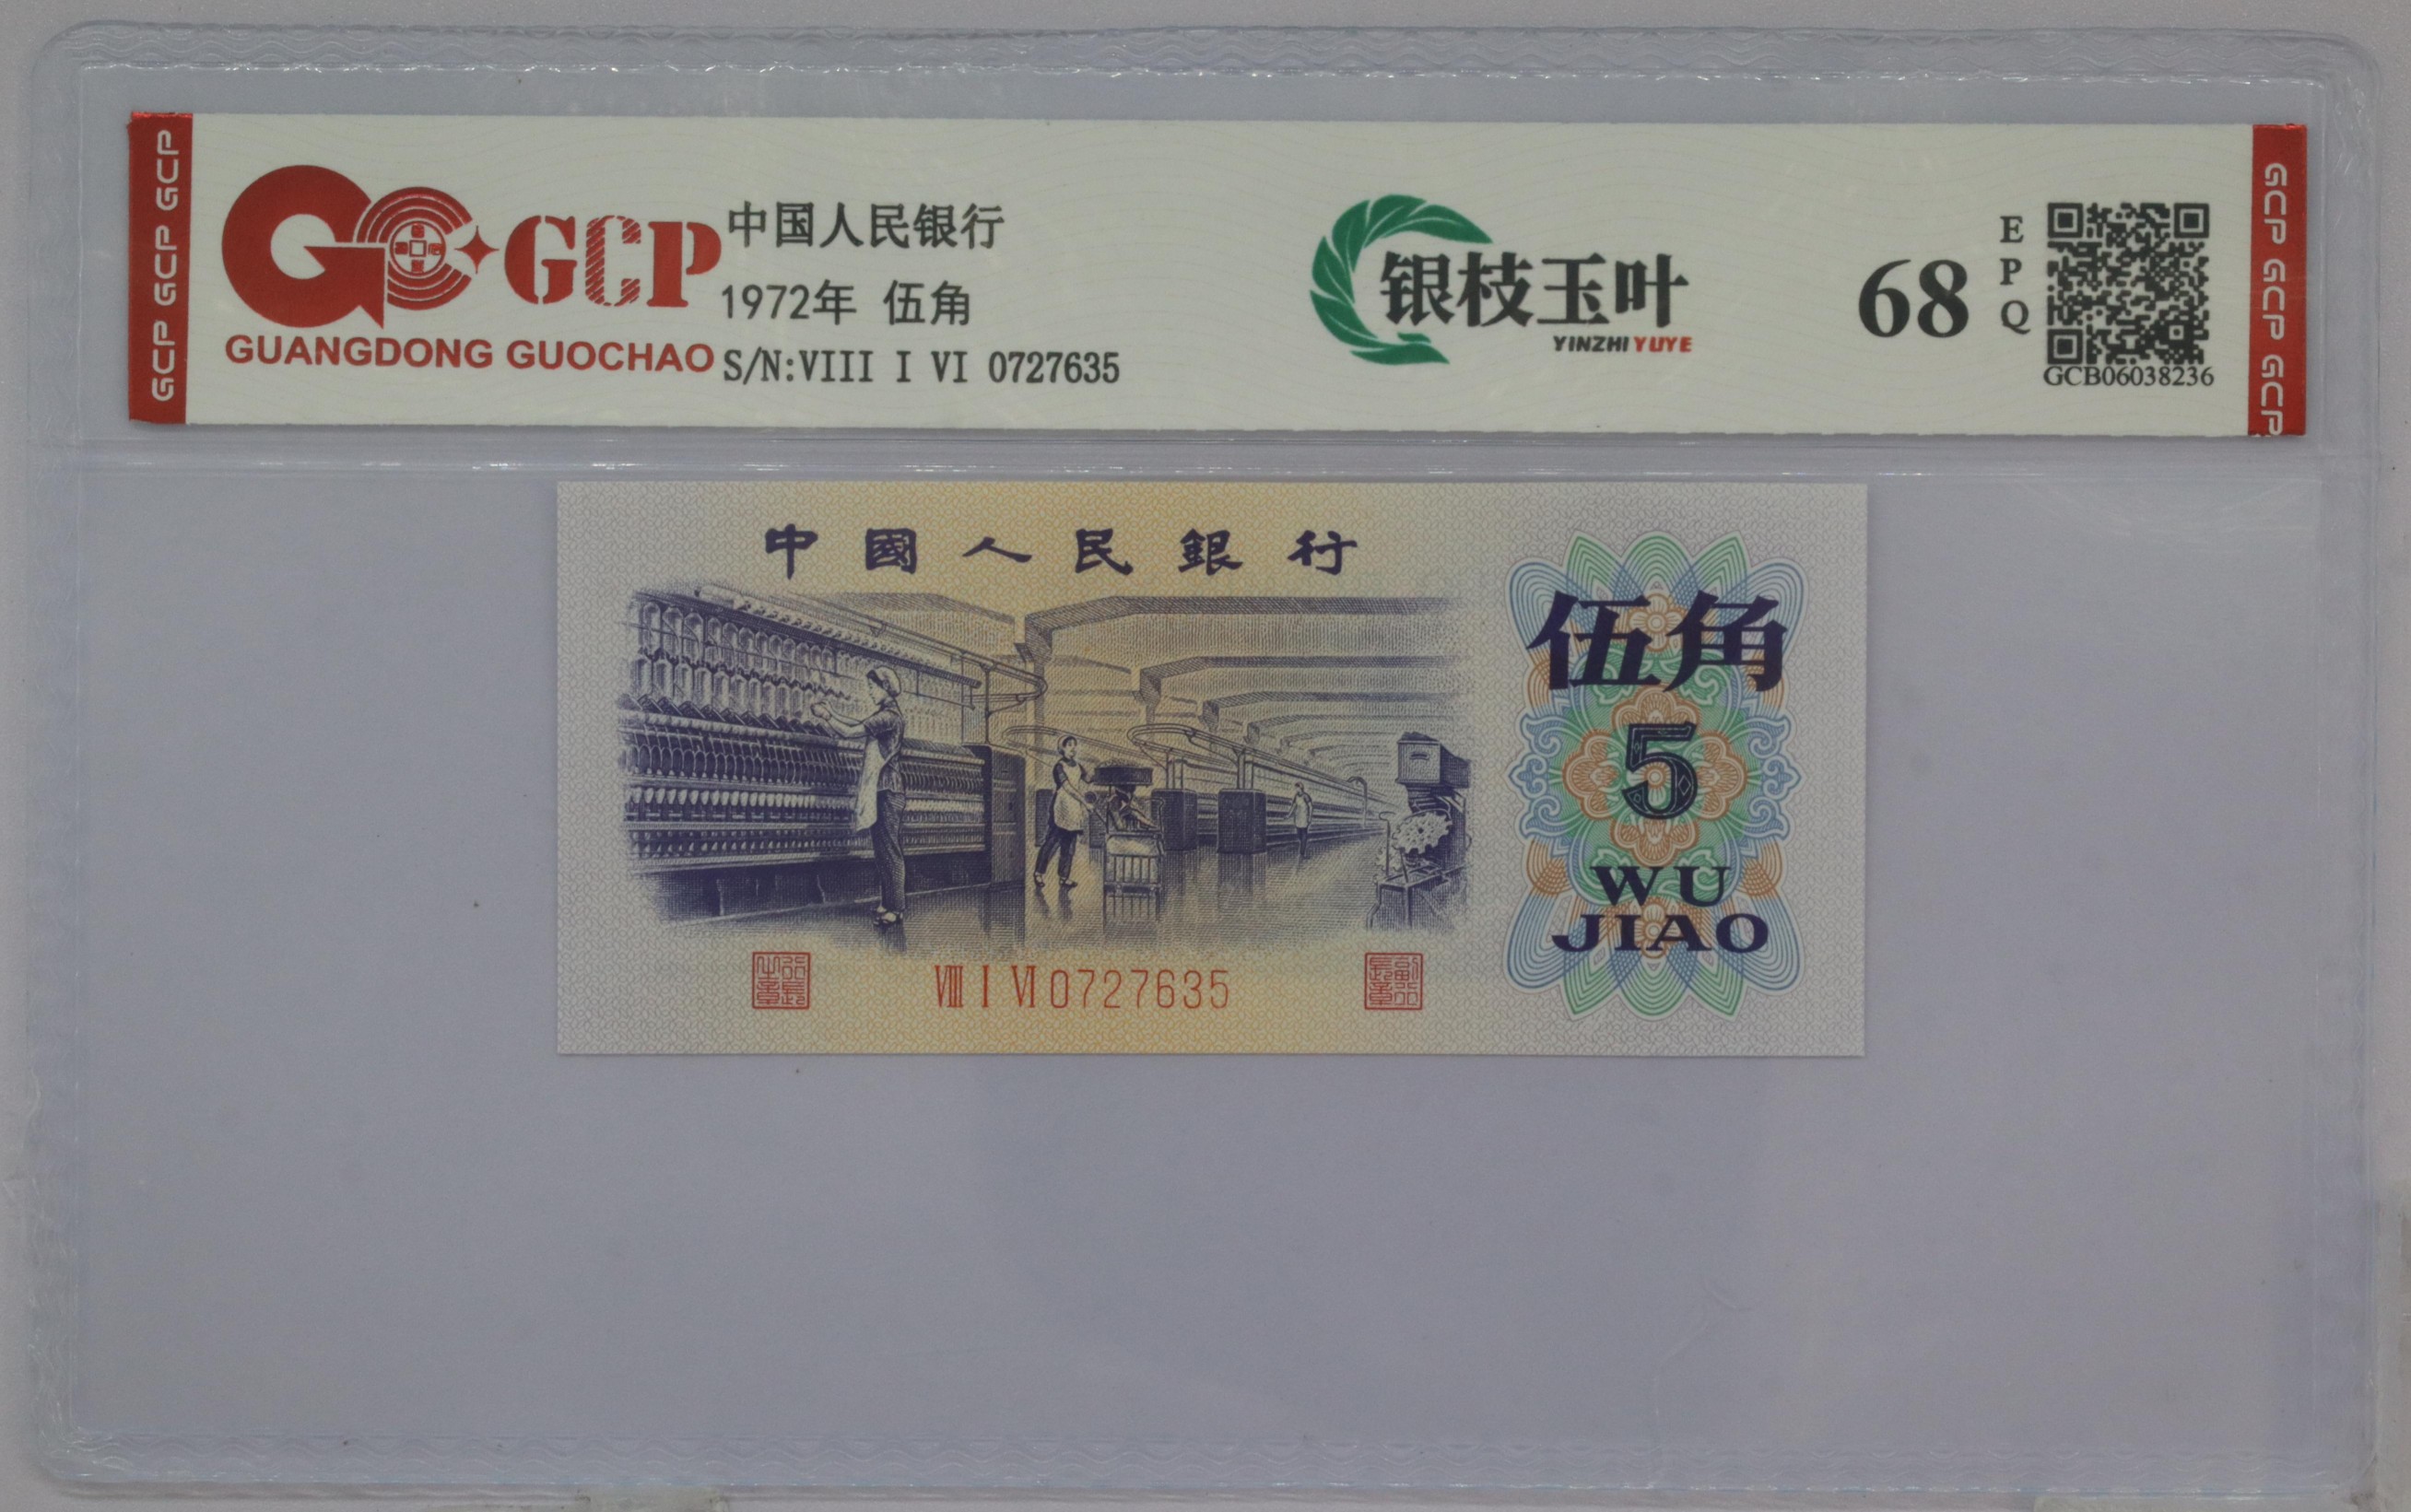 GCP GCP GCP
GCP
GUANGDONG GUOCHAO
中国人民银行
1972年 伍角
S/N:VIII I VI 0727635
银枝玉叶
YINZHI YUYE
68
EPQ
GCB06038236
GCP GCP GCP
中國人民銀行
伍角
5
WU
JIAO
VIII I VI 0727635